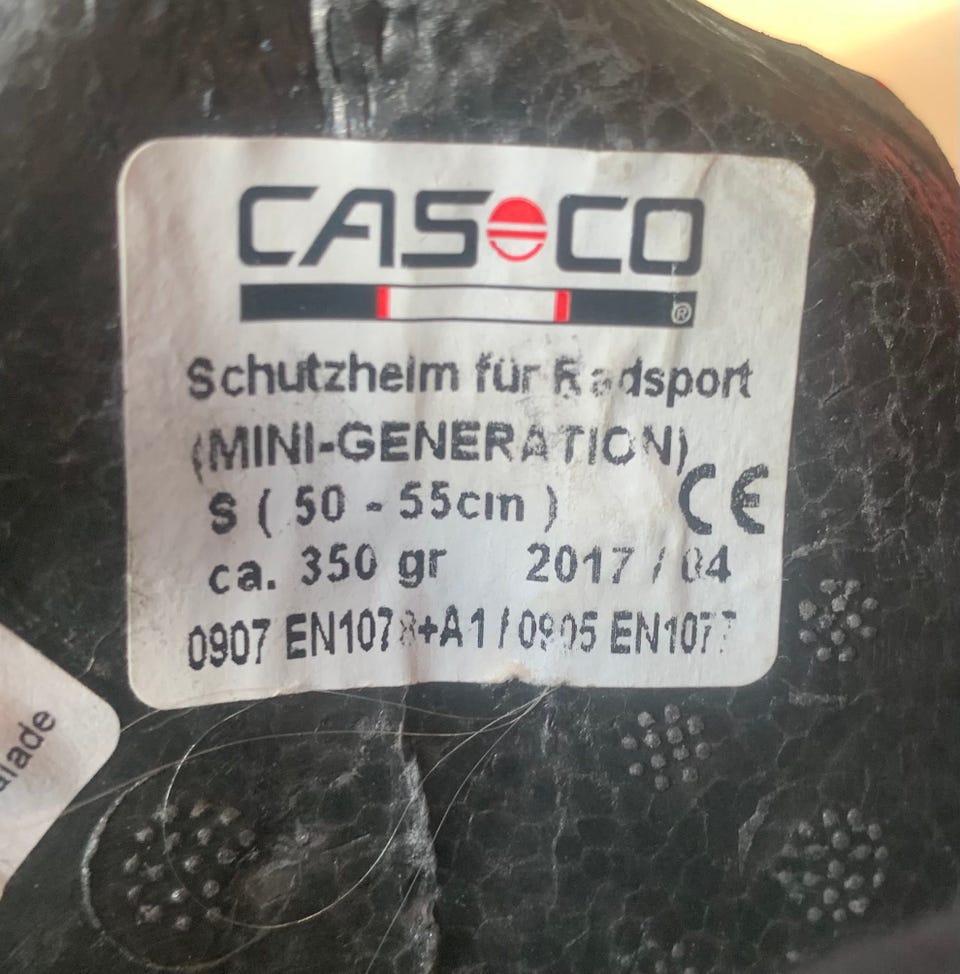 CASCO
®
Schutzhelm für Radsport
(MINI-GENERATION)
S ( 50 - 55cm ) CE
ca. 350 gr 2017 / 04
0907 EN1078+A1 / 0905 EN1077